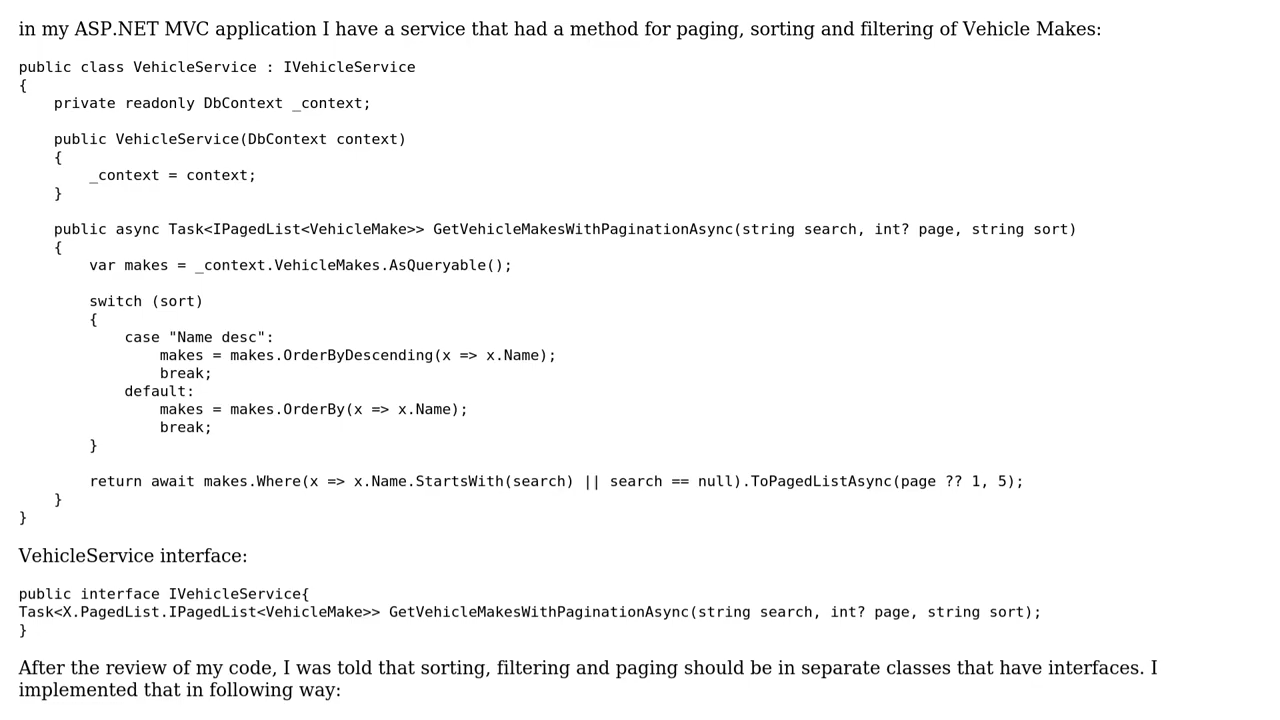 in my ASP.NET MVC application I have a service that had a method for paging, sorting and filtering of Vehicle Makes:
public class VehicleService : IVehicleService
{
    private readonly DbContext _context;
    public VehicleService(DbContext context)
    {
        _context = context;
    }
    public async Task<IPagedList<VehicleMake>> GetVehicleMakesWithPaginationAsync(string search, int? page, string sort)
    {
        var makes = _context.VehicleMakes.AsQueryable();
        switch (sort)
        {
            case "Name desc":
                makes = makes.OrderByDescending(x => x.Name);
                break;
            default:
                makes = makes.OrderBy(x => x.Name);
                break;
        }
        return await makes.Where(x => x.Name.StartsWith(search) || search == null).ToPagedListAsync(page ?? 1, 5);
    }
}
VehicleService interface:
public interface IVehicleService{
Task<X.PagedList.IPagedList<VehicleMake>> GetVehicleMakesWithPaginationAsync(string search, int? page, string sort);
}
After the review of my code, I was told that sorting, filtering and paging should be in separate classes that have interfaces. I
implemented that in following way: